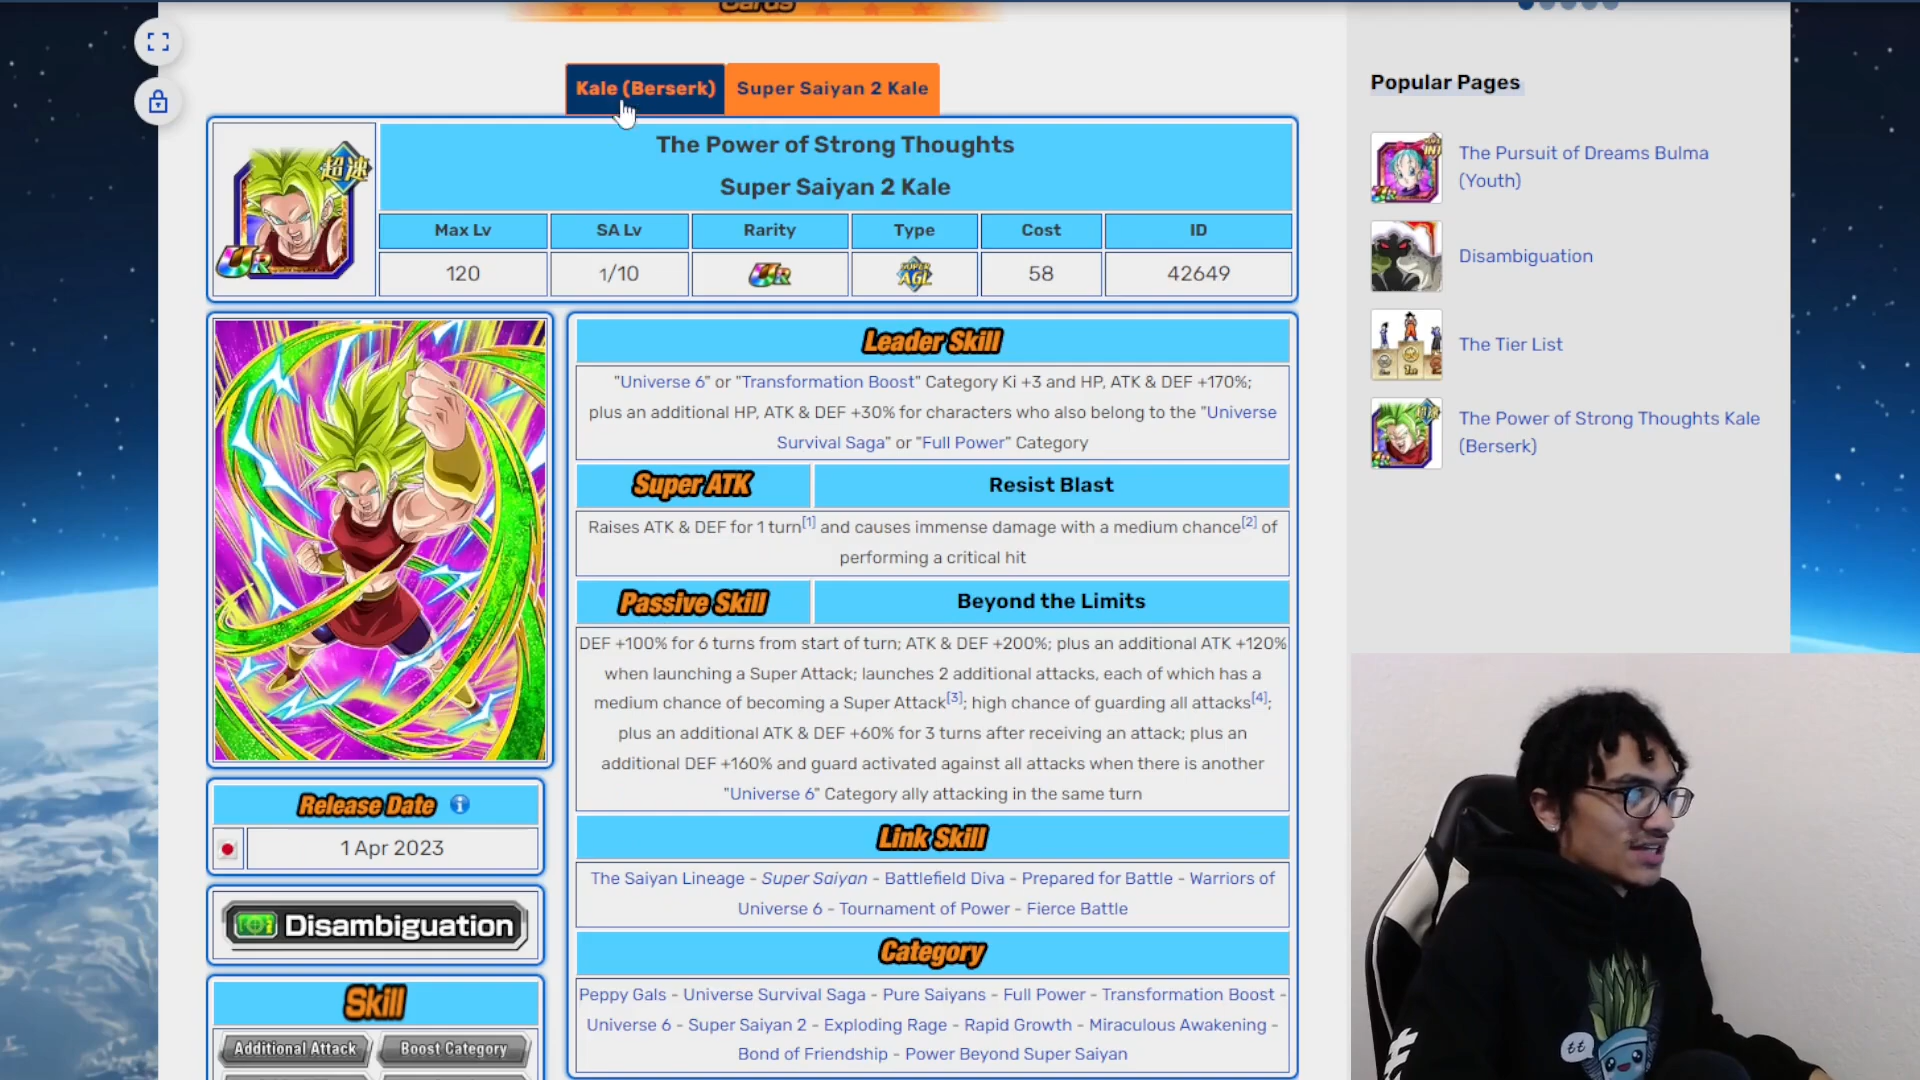 Cards
Kale (Berserk)
Super Saiyan 2 Kale
The Power of Strong Thoughts
Super Saiyan 2 Kale
超速
UR
Max Lv
SA Lv
Rarity
Type
Cost
ID
120
1/10
UR
SUPER AGL
58
42649
Leader Skill
"Universe 6" or "Transformation Boost" Category Ki +3 and HP, ATK & DEF +170%;
plus an additional HP, ATK & DEF +30% for characters who also belong to the "Universe
Survival Saga" or "Full Power" Category
Super ATK
Resist Blast
Raises ATK & DEF for 1 turn[1] and causes immense damage with a medium chance[2] of
performing a critical hit
Passive Skill
Beyond the Limits
DEF +100% for 6 turns from start of turn; ATK & DEF +200%; plus an additional ATK +120%
when launching a Super Attack; launches 2 additional attacks, each of which has a
medium chance of becoming a Super Attack[3]; high chance of guarding all attacks[4];
plus an additional ATK & DEF +60% for 3 turns after receiving an attack; plus an
additional DEF +160% and guard activated against all attacks when there is another
"Universe 6" Category ally attacking in the same turn
Link Skill
The Saiyan Lineage - Super Saiyan - Battlefield Diva - Prepared for Battle - Warriors of
Universe 6 - Tournament of Power - Fierce Battle
Category
Peppy Gals - Universe Survival Saga - Pure Saiyans - Full Power - Transformation Boost -
Universe 6 - Super Saiyan 2 - Exploding Rage - Rapid Growth - Miraculous Awakening -
Bond of Friendship - Power Beyond Super Saiyan
Release Date
1 Apr 2023
Disambiguation
Skill
Additional Attack
Boost Category
Popular Pages
The Pursuit of Dreams Bulma
(Youth)
Disambiguation
The Tier List
The Power of Strong Thoughts Kale
(Berserk)